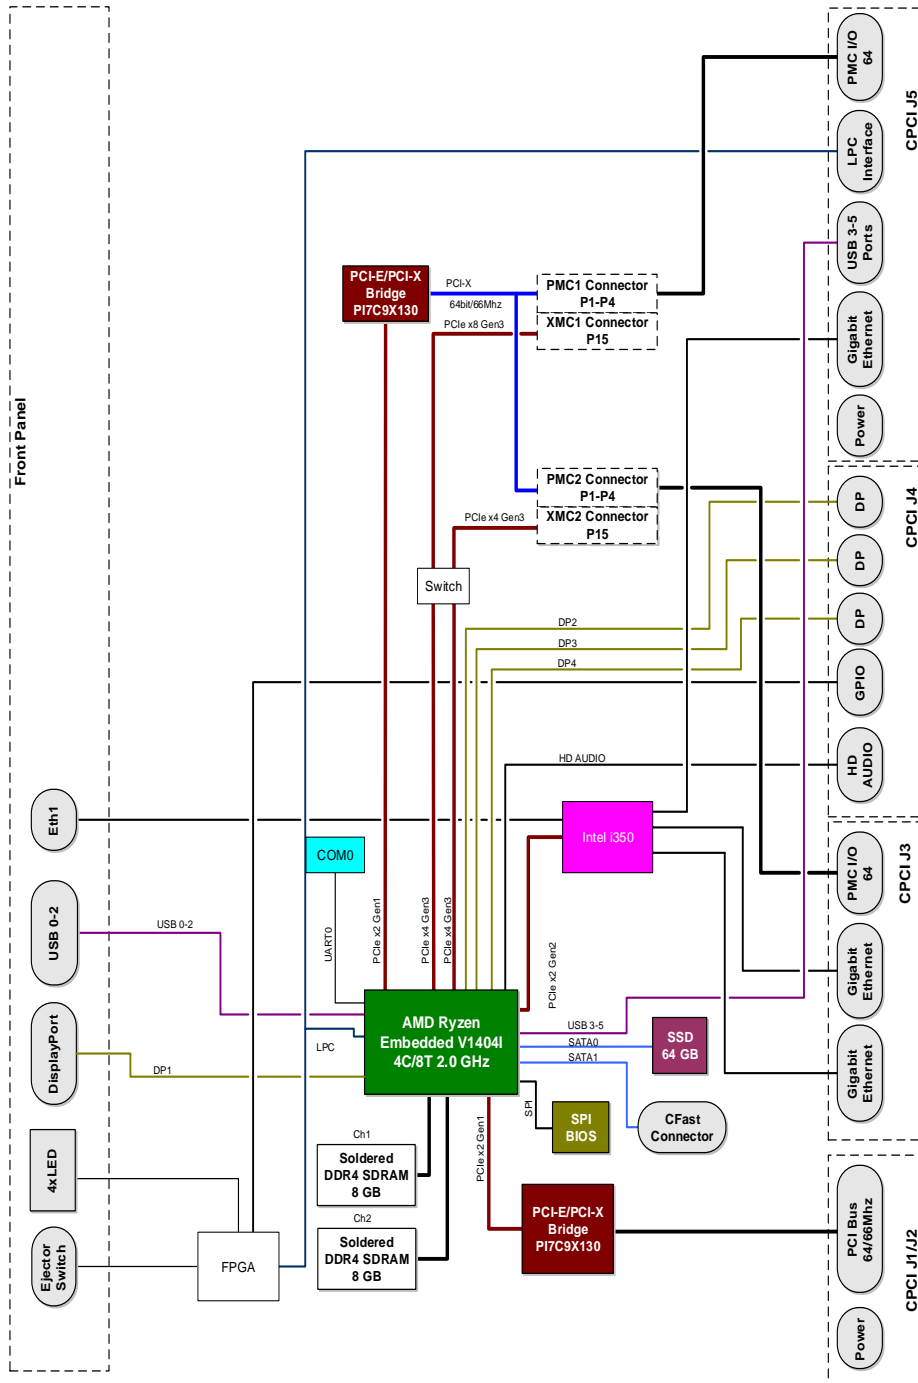 PMC I/O
64
LPC
Interface
USB 3-5
Ports
Gigabit
Ethernet
Power
CPCI J5
PCI-E/PCI-X
Bridge
PI7C9X130
PCI-X
64bit/66Mhz
PCIe x8 Gen3
PMC1 Connector
P1-P4
XMC1 Connector
P15
Front Panel
PMC2 Connector
P1-P4
XMC2 Connector
P15
PCIe x4 Gen3
Switch
DP
DP
DP
GPIO
HD
AUDIO
CPCI J4
DP2
DP3
DP4
HD AUDIO
Eth1
COM0
Intel i350
PMC I/O
64
Gigabit
Ethernet
Gigabit
Ethernet
CPCI J3
USB 0-2
USB 0-2
UART0
PCIe x2 Gen1
PCIe x4 Gen3
PCIe x4 Gen3
PCIe x2 Gen2
AMD Ryzen
Embedded V1404I
4C/8T 2.0 GHz
LPC
DisplayPort
DP1
USB 3-5
SATA0
SATA1
SSD
64 GB
SPI
SPI
BIOS
CFast
Connector
PCIe x2 Gen1
Ch1
Soldered
DDR4 SDRAM
8 GB
Ch2
Soldered
DDR4 SDRAM
8 GB
4xLED
Ejector
Switch
FPGA
PCI-E/PCI-X
Bridge
PI7C9X130
PCI Bus
64/66Mhz
Power
CPCI J1/J2